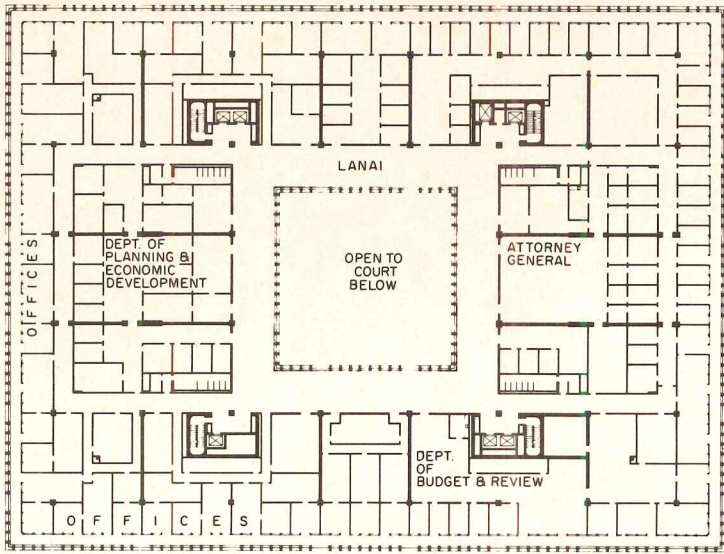 LANAI
OFFICES
DEPT. OF
PLANNING &
ECONOMIC
DEVELOPMENT
OPEN TO
COURT
BELOW
ATTORNEY
GENERAL
DEPT.
OF
BUDGET & REVIEW
OFFICES